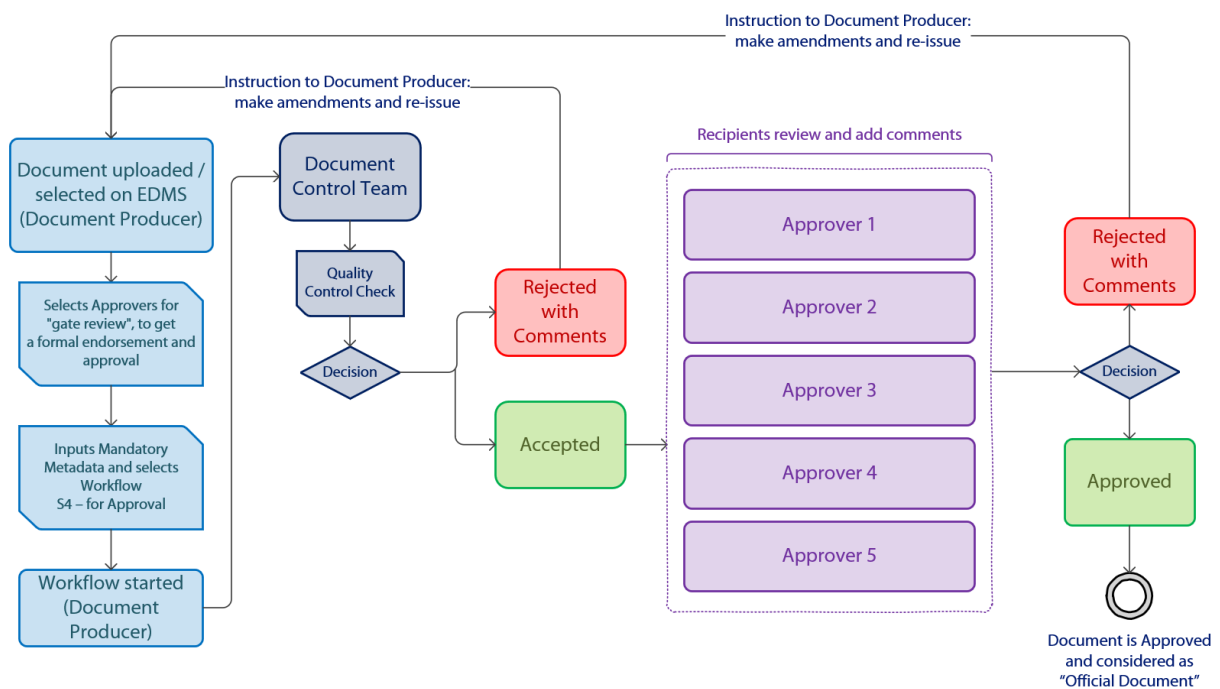 Instruction to Document Producer:
make amendments and re-issue
Instruction to Document Producer:
make amendments and re-issue
Document uploaded /
selected on EDMS
(Document Producer)
Selects Approvers for
"gate review", to get
a formal endorsement and
approval
Inputs Mandatory
Metadata and selects
Workflow
S4 – for Approval
Workflow started
(Document
Producer)
Document
Control Team
Quality
Control Check
Decision
Rejected
with
Comments
Accepted
Recipients review and add comments
Approver 1
Approver 2
Approver 3
Approver 4
Approver 5
Rejected
with
Comments
Decision
Approved
Document is Approved
and considered as
“Official Document”